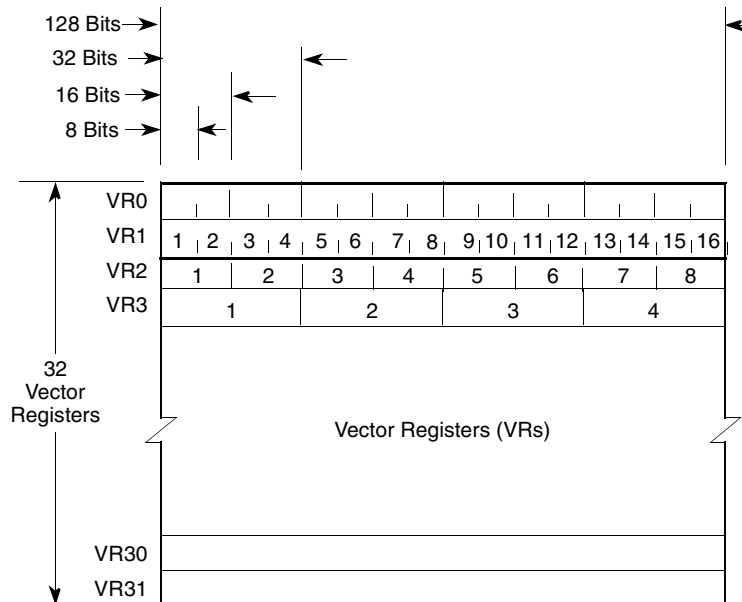 128 Bits
32 Bits
16 Bits
8 Bits
VR0
VR1 1 2 3 4 5 6 7 8 9 10 11 12 13 14 15 16
VR2 1 2 3 4 5 6 7 8
VR3 1 2 3 4
32
Vector
Registers
Vector Registers (VRs)
VR30
VR31